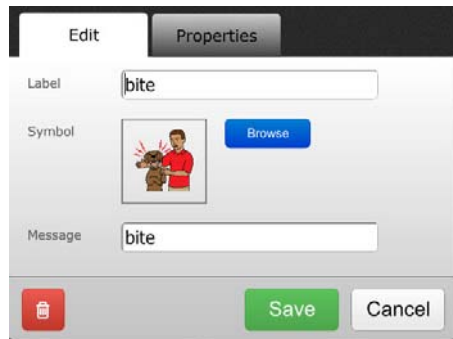 Edit Properties
Label bite
Symbol Browse
Message bite
Save Cancel